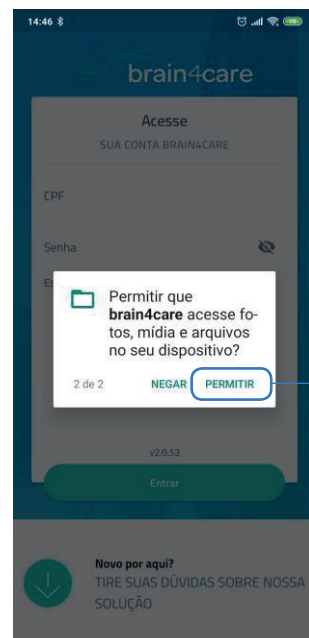 14:46
brain4care
Acesse
SUA CONTA BRAIN4CARE
CPF
Senha
Es
Permitir que
brain4care acesse fo-
tos, mídia e arquivos
no seu dispositivo?
2 de 2 NEGAR PERMITIR
v2.0.53
Entrar
Novo por aqui?
TIRE SUAS DÚVIDAS SOBRE NOSSA
SOLUÇÃO